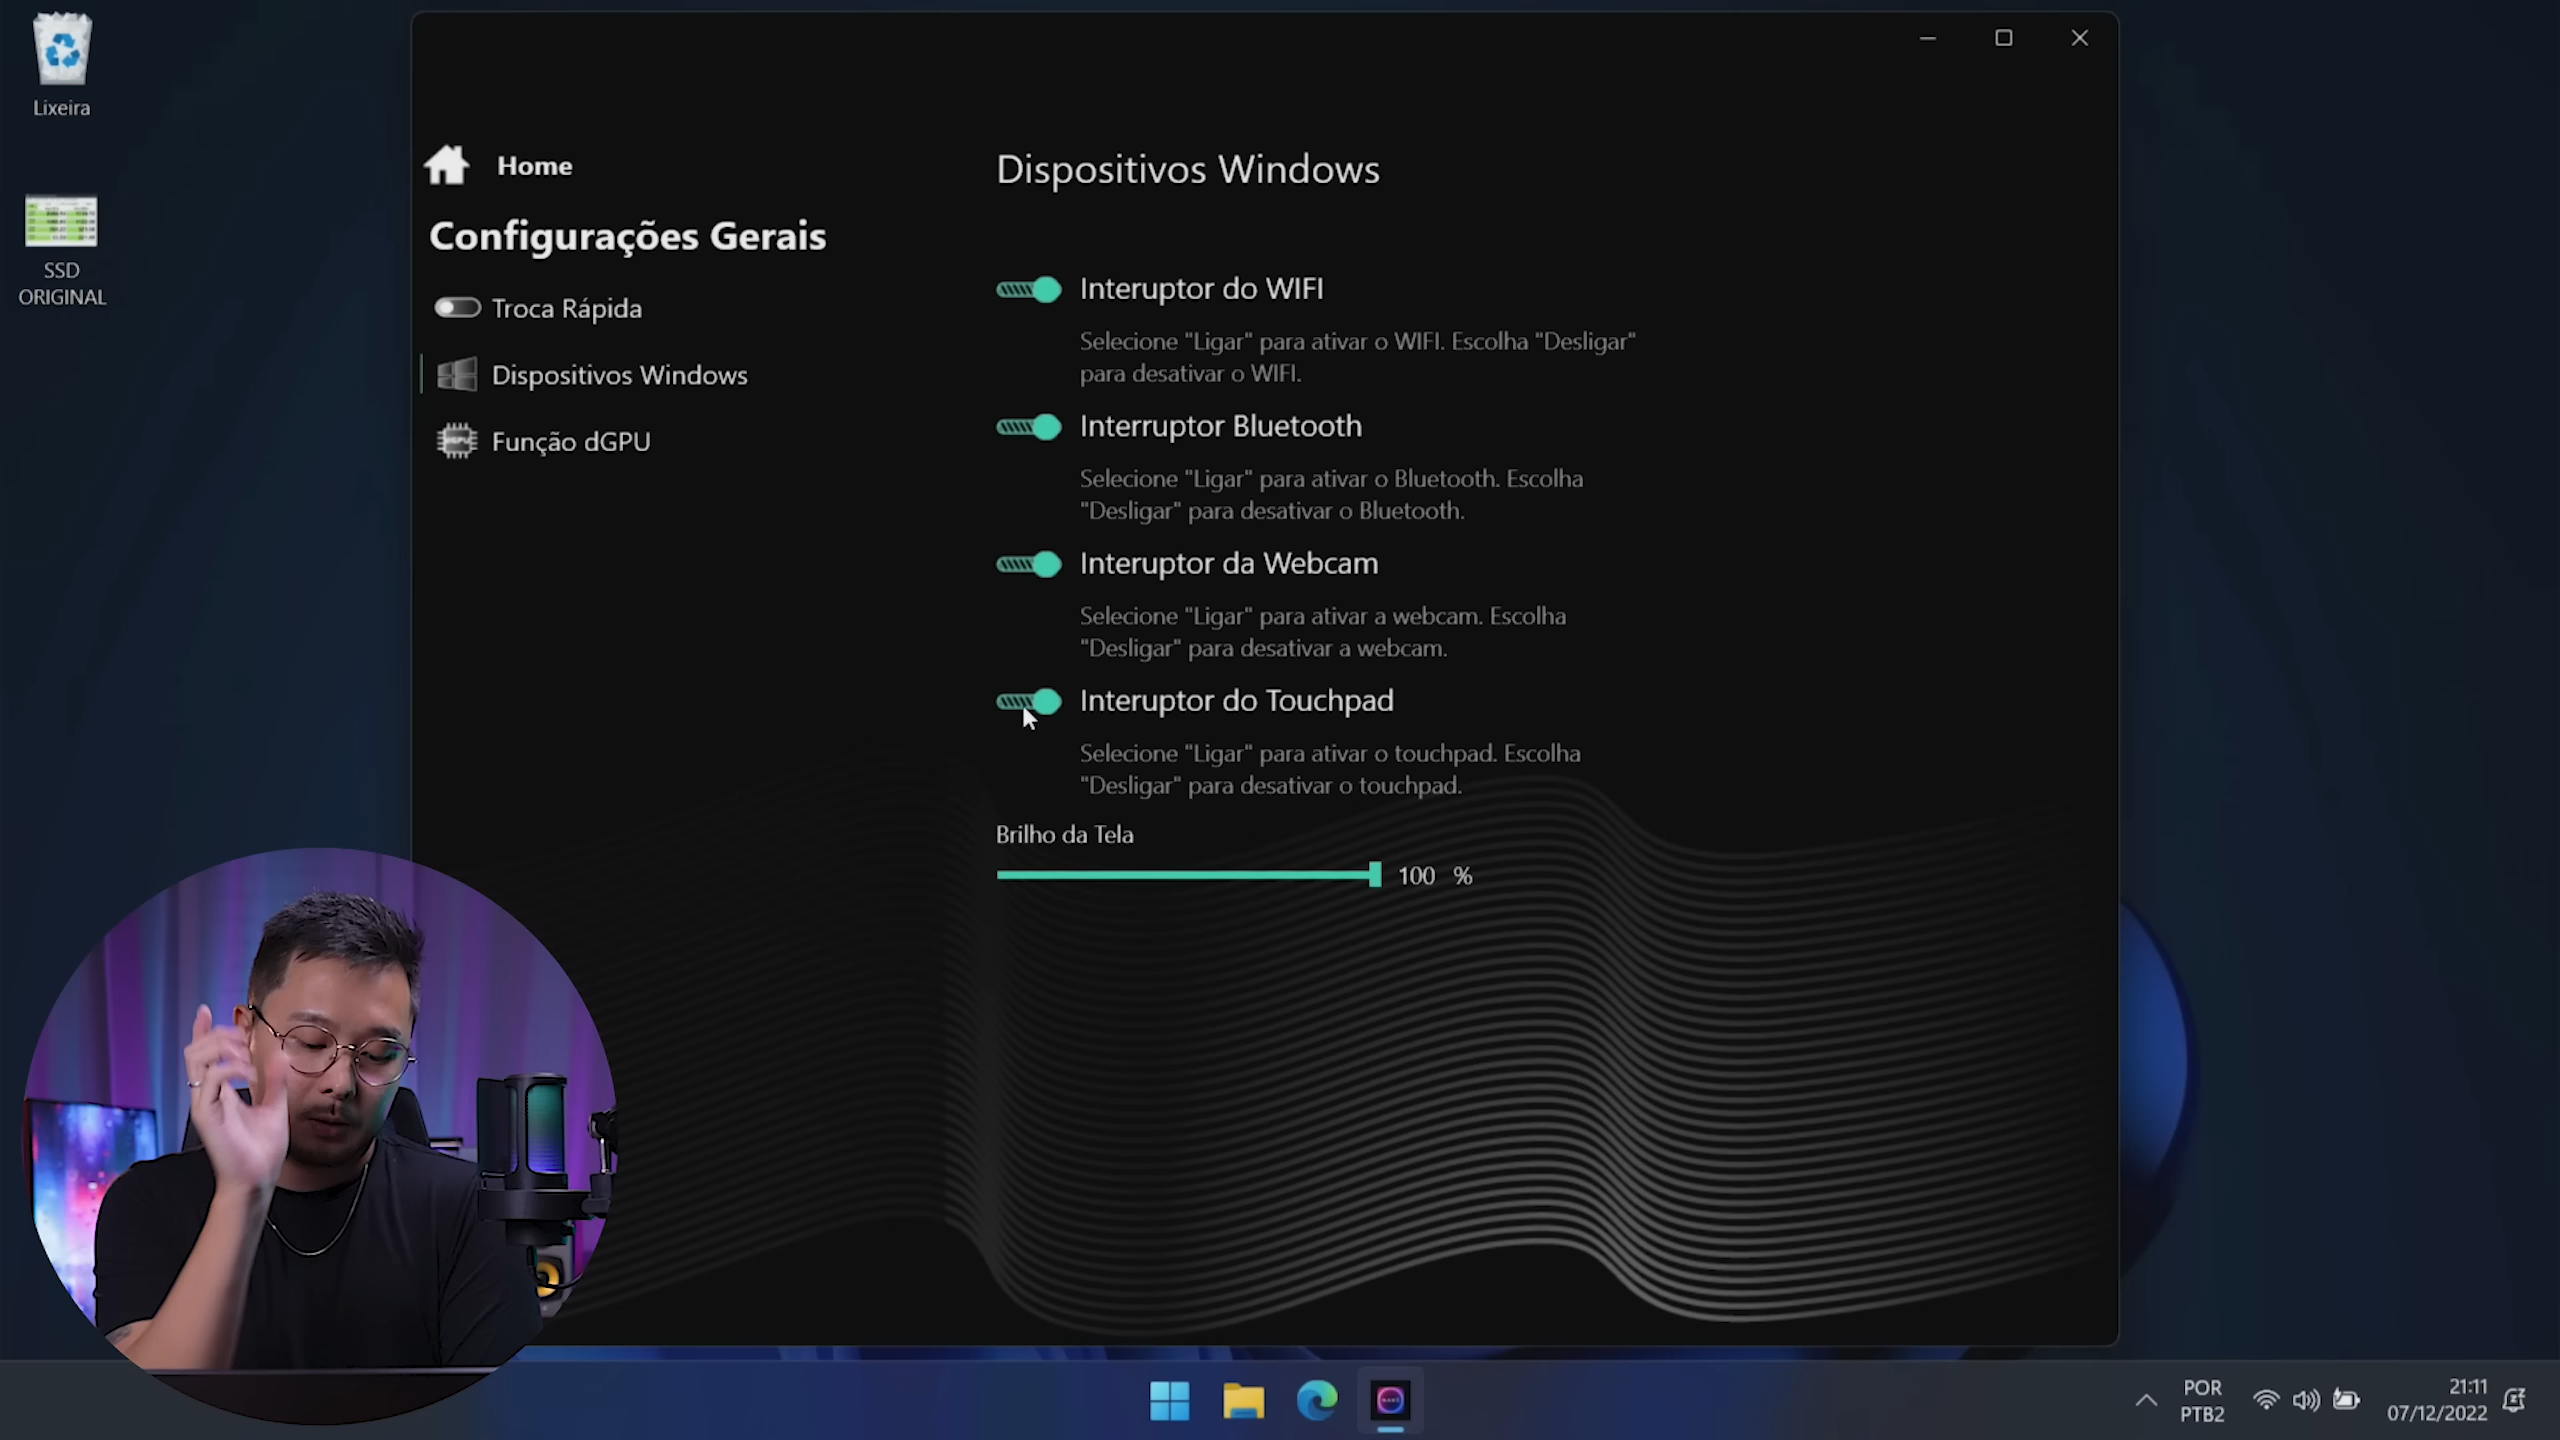 Lixeira
SSD
ORIGINAL
Home
Configurações Gerais
Troca Rápida
Dispositivos Windows
Função dGPU
Dispositivos Windows
Interuptor do WIFI
Selecione "Ligar" para ativar o WIFI. Escolha "Desligar"
para desativar o WIFI.
Interruptor Bluetooth
Selecione "Ligar" para ativar o Bluetooth. Escolha
"Desligar" para desativar o Bluetooth.
Interuptor da Webcam
Selecione "Ligar" para ativar a webcam. Escolha
"Desligar" para desativar a webcam.
Interuptor do Touchpad
Selecione "Ligar" para ativar o touchpad. Escolha
"Desligar" para desativar o touchpad.
Brilho da Tela
100 %
POR
PTB2
21:11
07/12/2022